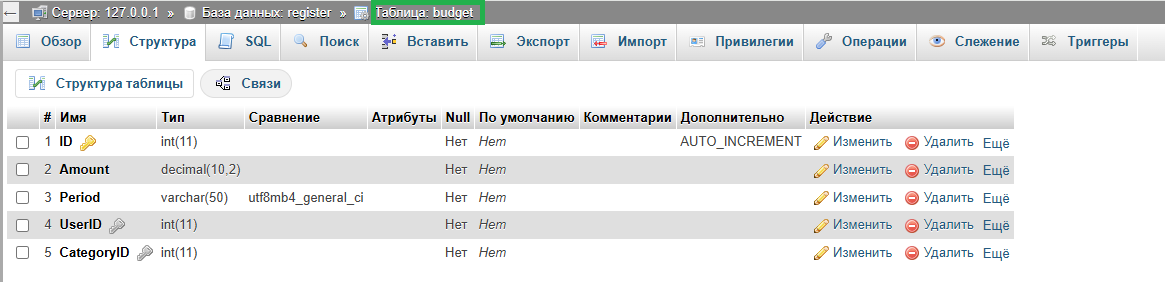 ← Сервер: 127.0.0.1 » База данных: register » Таблица: budget
Обзор Структура SQL Поиск Вставить Экспорт Импорт Привилегии Операции Слежение Триггеры
Структура таблицы Связи
# Имя Тип Сравнение Атрибуты Null По умолчанию Комментарии Дополнительно Действие
1 ID int(11) Нет Нет AUTO_INCREMENT Изменить Удалить Ещё
2 Amount decimal(10,2) Нет Нет Изменить Удалить Ещё
3 Period varchar(50) utf8mb4_general_ci Нет Нет Изменить Удалить Ещё
4 UserID int(11) Нет Нет Изменить Удалить Ещё
5 CategoryID int(11) Нет Нет Изменить Удалить Ещё